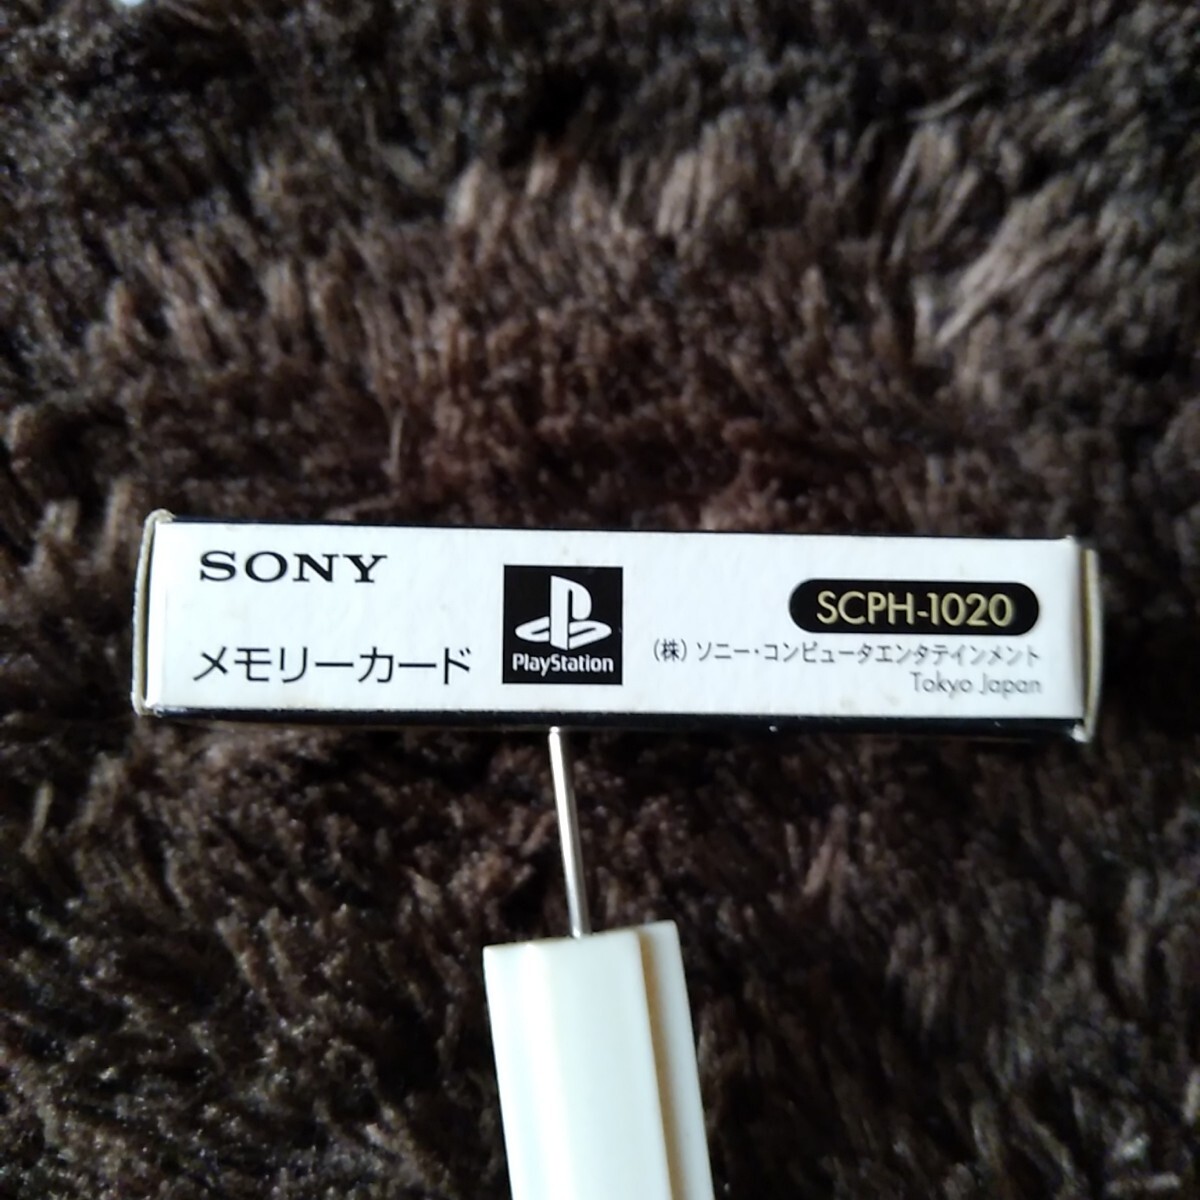 SONY
メモリーカード
PlayStation
SCPH-1020
(株) ソニー・コンピュータエンタテインメント
Tokyo Japan